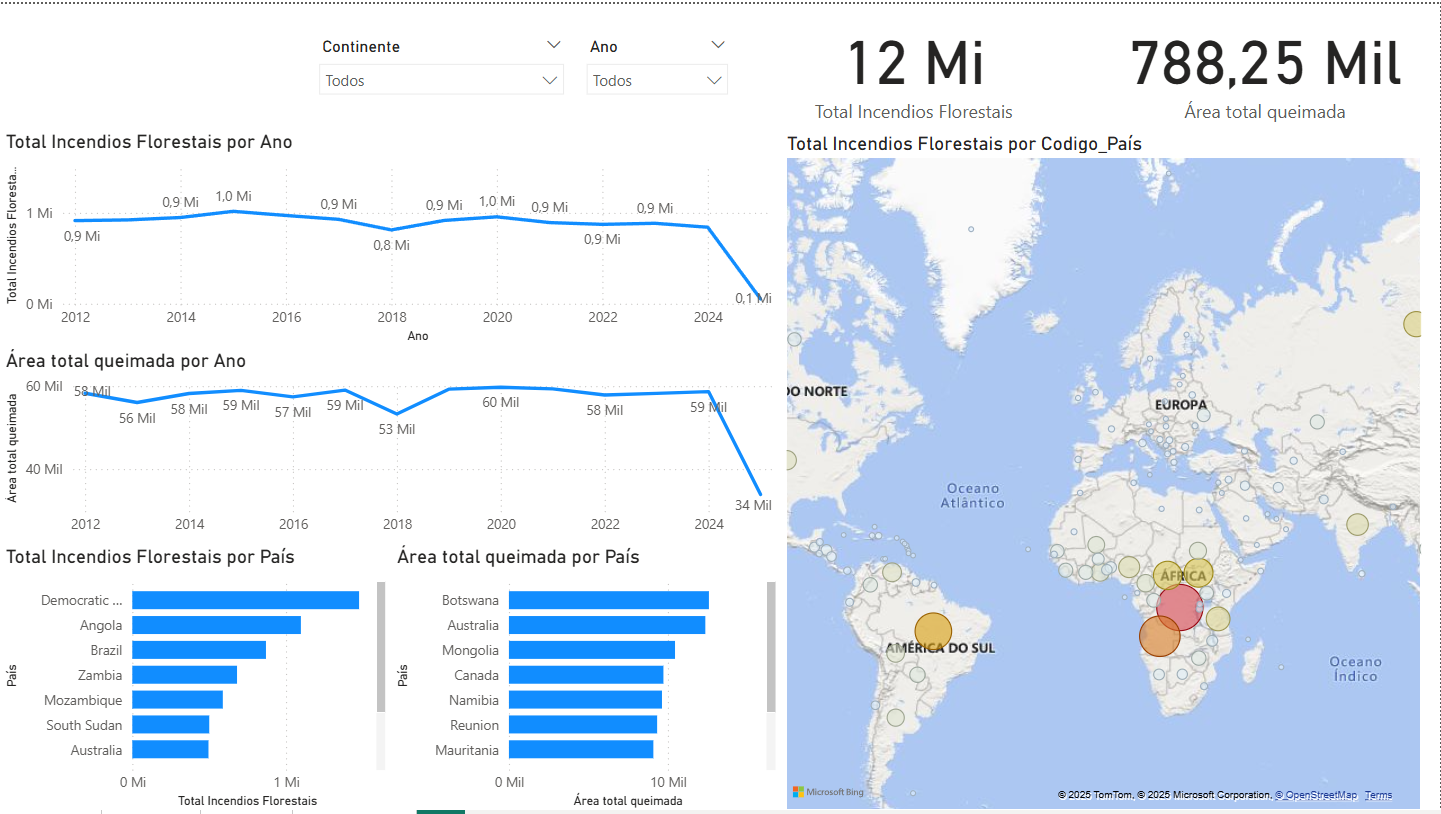 Continente
Todos
Ano
Todos
12 Mi
Total Incendios Florestais
788,25 Mil
Área total queimada
Total Incendios Florestais por Ano
Total Incendios Floresta...
1 Mi
0 Mi
0,9 Mi
0,9 Mi
1,0 Mi
0,9 Mi
0,8 Mi
0,9 Mi
1,0 Mi
0,9 Mi
0,9 Mi
0,9 Mi
0,1 Mi
2012
2014
2016
2018
2020
2022
2024
Ano
Área total queimada por Ano
Área total queimada
60 Mil
40 Mil
58 Mil
56 Mil
58 Mil
59 Mil
57 Mil
59 Mil
53 Mil
60 Mil
58 Mil
59 Mil
34 Mil
2012
2014
2016
2018
2020
2022
2024
Total Incendios Florestais por País
País
Democratic ...
Angola
Brazil
Zambia
Mozambique
South Sudan
Australia
0 Mi
1 Mi
Total Incendios Florestais
Área total queimada por País
País
Botswana
Australia
Mongolia
Canada
Namibia
Reunion
Mauritania
0 Mil
10 Mil
Área total queimada
Total Incendios Florestais por Codigo_País
DO NORTE
EUROPA
Oceano
Atlântico
ÁFRICA
AMÉRICA DO SUL
Oceano
Índico
Microsoft Bing
© 2025 TomTom, © 2025 Microsoft Corporation, © OpenStreetMap Terms